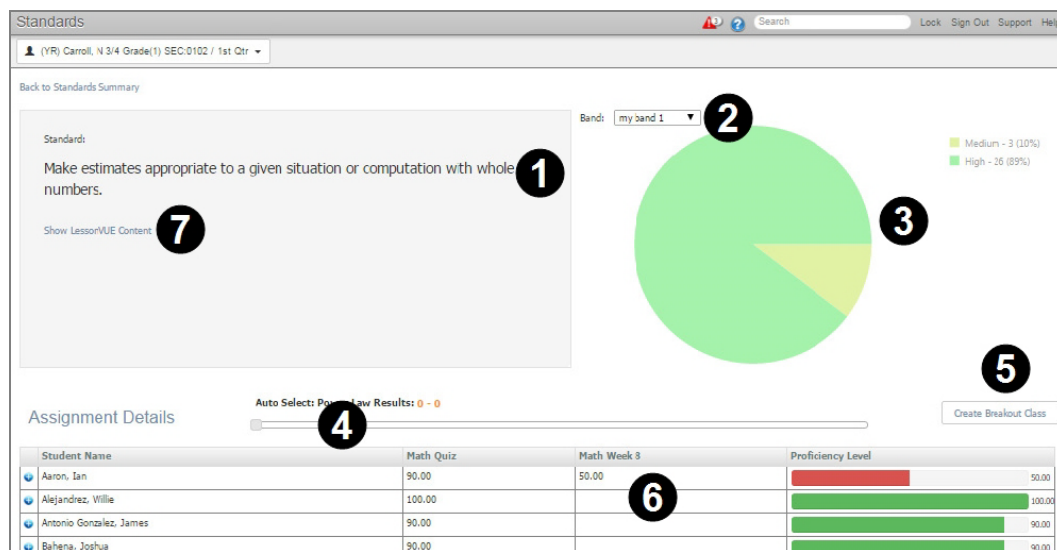 Standards
3
?
Search
Lock Sign Out Support Help
(YR) Carroll, N 3/4 Grade(1) SEC:0102 / 1st Qtr
Back to Standards Summary
Band: my band 1
2
Standard:
Medium - 3 (10%)
High - 26 (89%)
Make estimates appropriate to a given situation or computation with whole
numbers.
1
3
Show LessonVUE Content
7
5
Auto Select: Power Law Results: 0 - 0
4
Assignment Details
Create Breakout Class
Student Name Math Quiz Math Week 3 Proficiency Level
Aaron, Ian 90.00 50.00 50.00
6
Alejandrez, Willie 100.00 100.00
Antonio Gonzalez, James 90.00 90.00
Bahena, Joshua 90.00 90.00